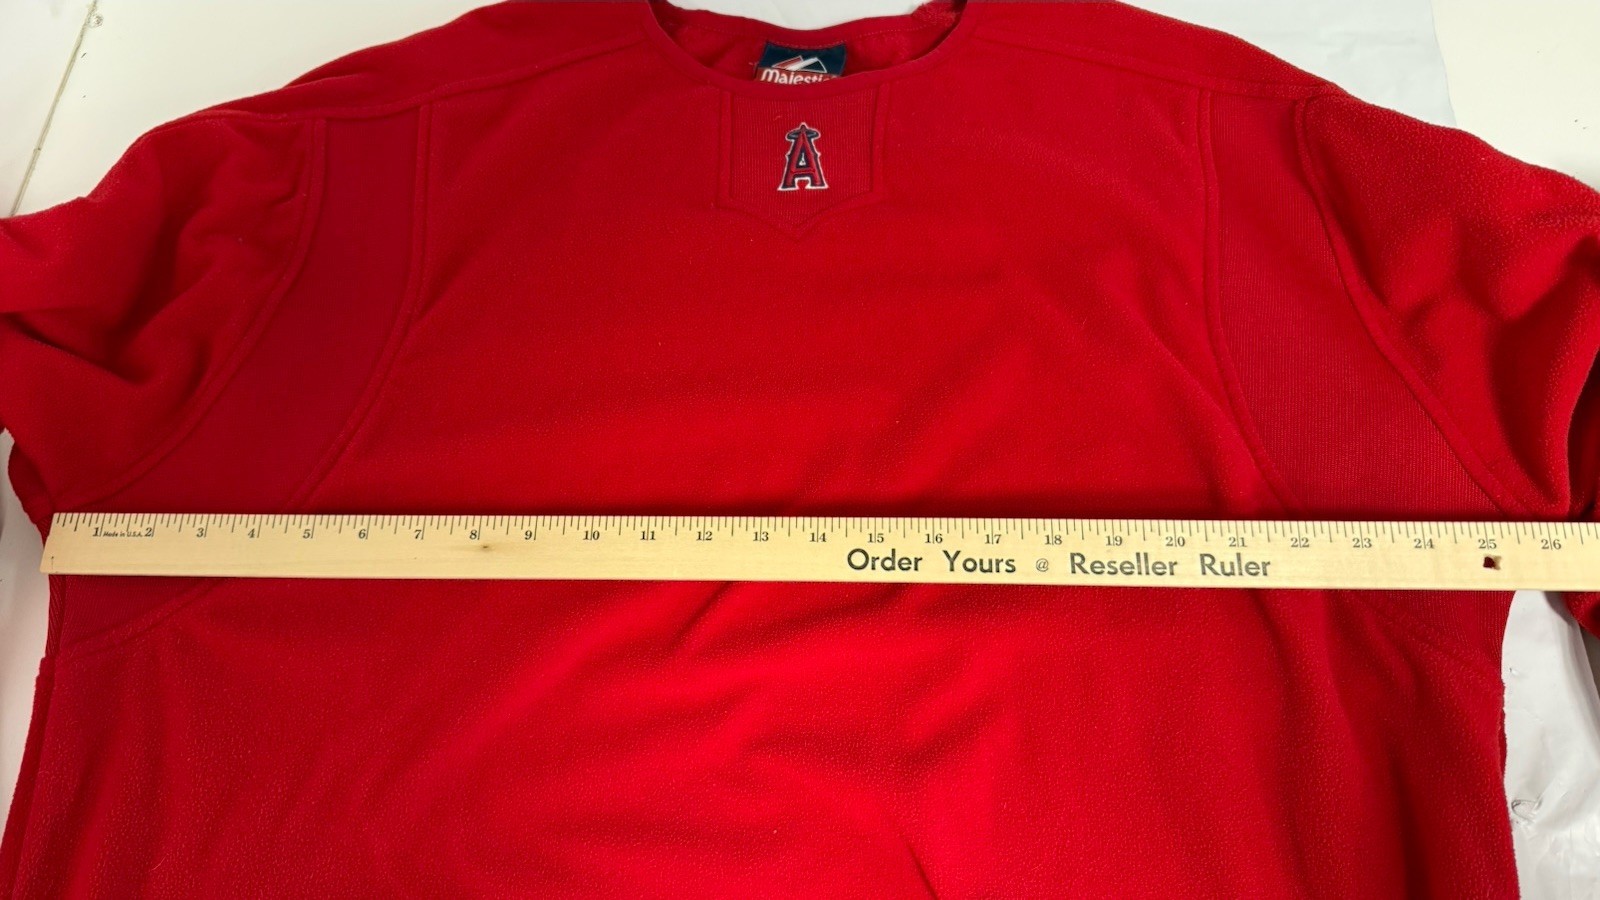 Majestic
A
1 Made in U.S.A. 2 3 4 5 6 7 8 9 10 11 12 13 14 15 16 17 18 19 20 21 22 23 24 25 26
Order Yours @ Reseller Ruler